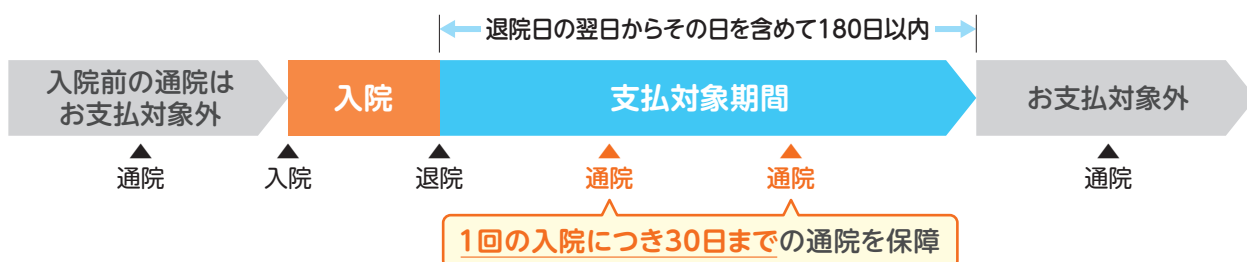 退院日の翌日からその日を含めて180日以内
入院前の通院は
お支払対象外
入院
支払対象期間
お支払対象外
▲
通院
▲
入院
▲
退院
▲
通院
▲
通院
▲
通院
1回の入院につき30日までの通院を保障